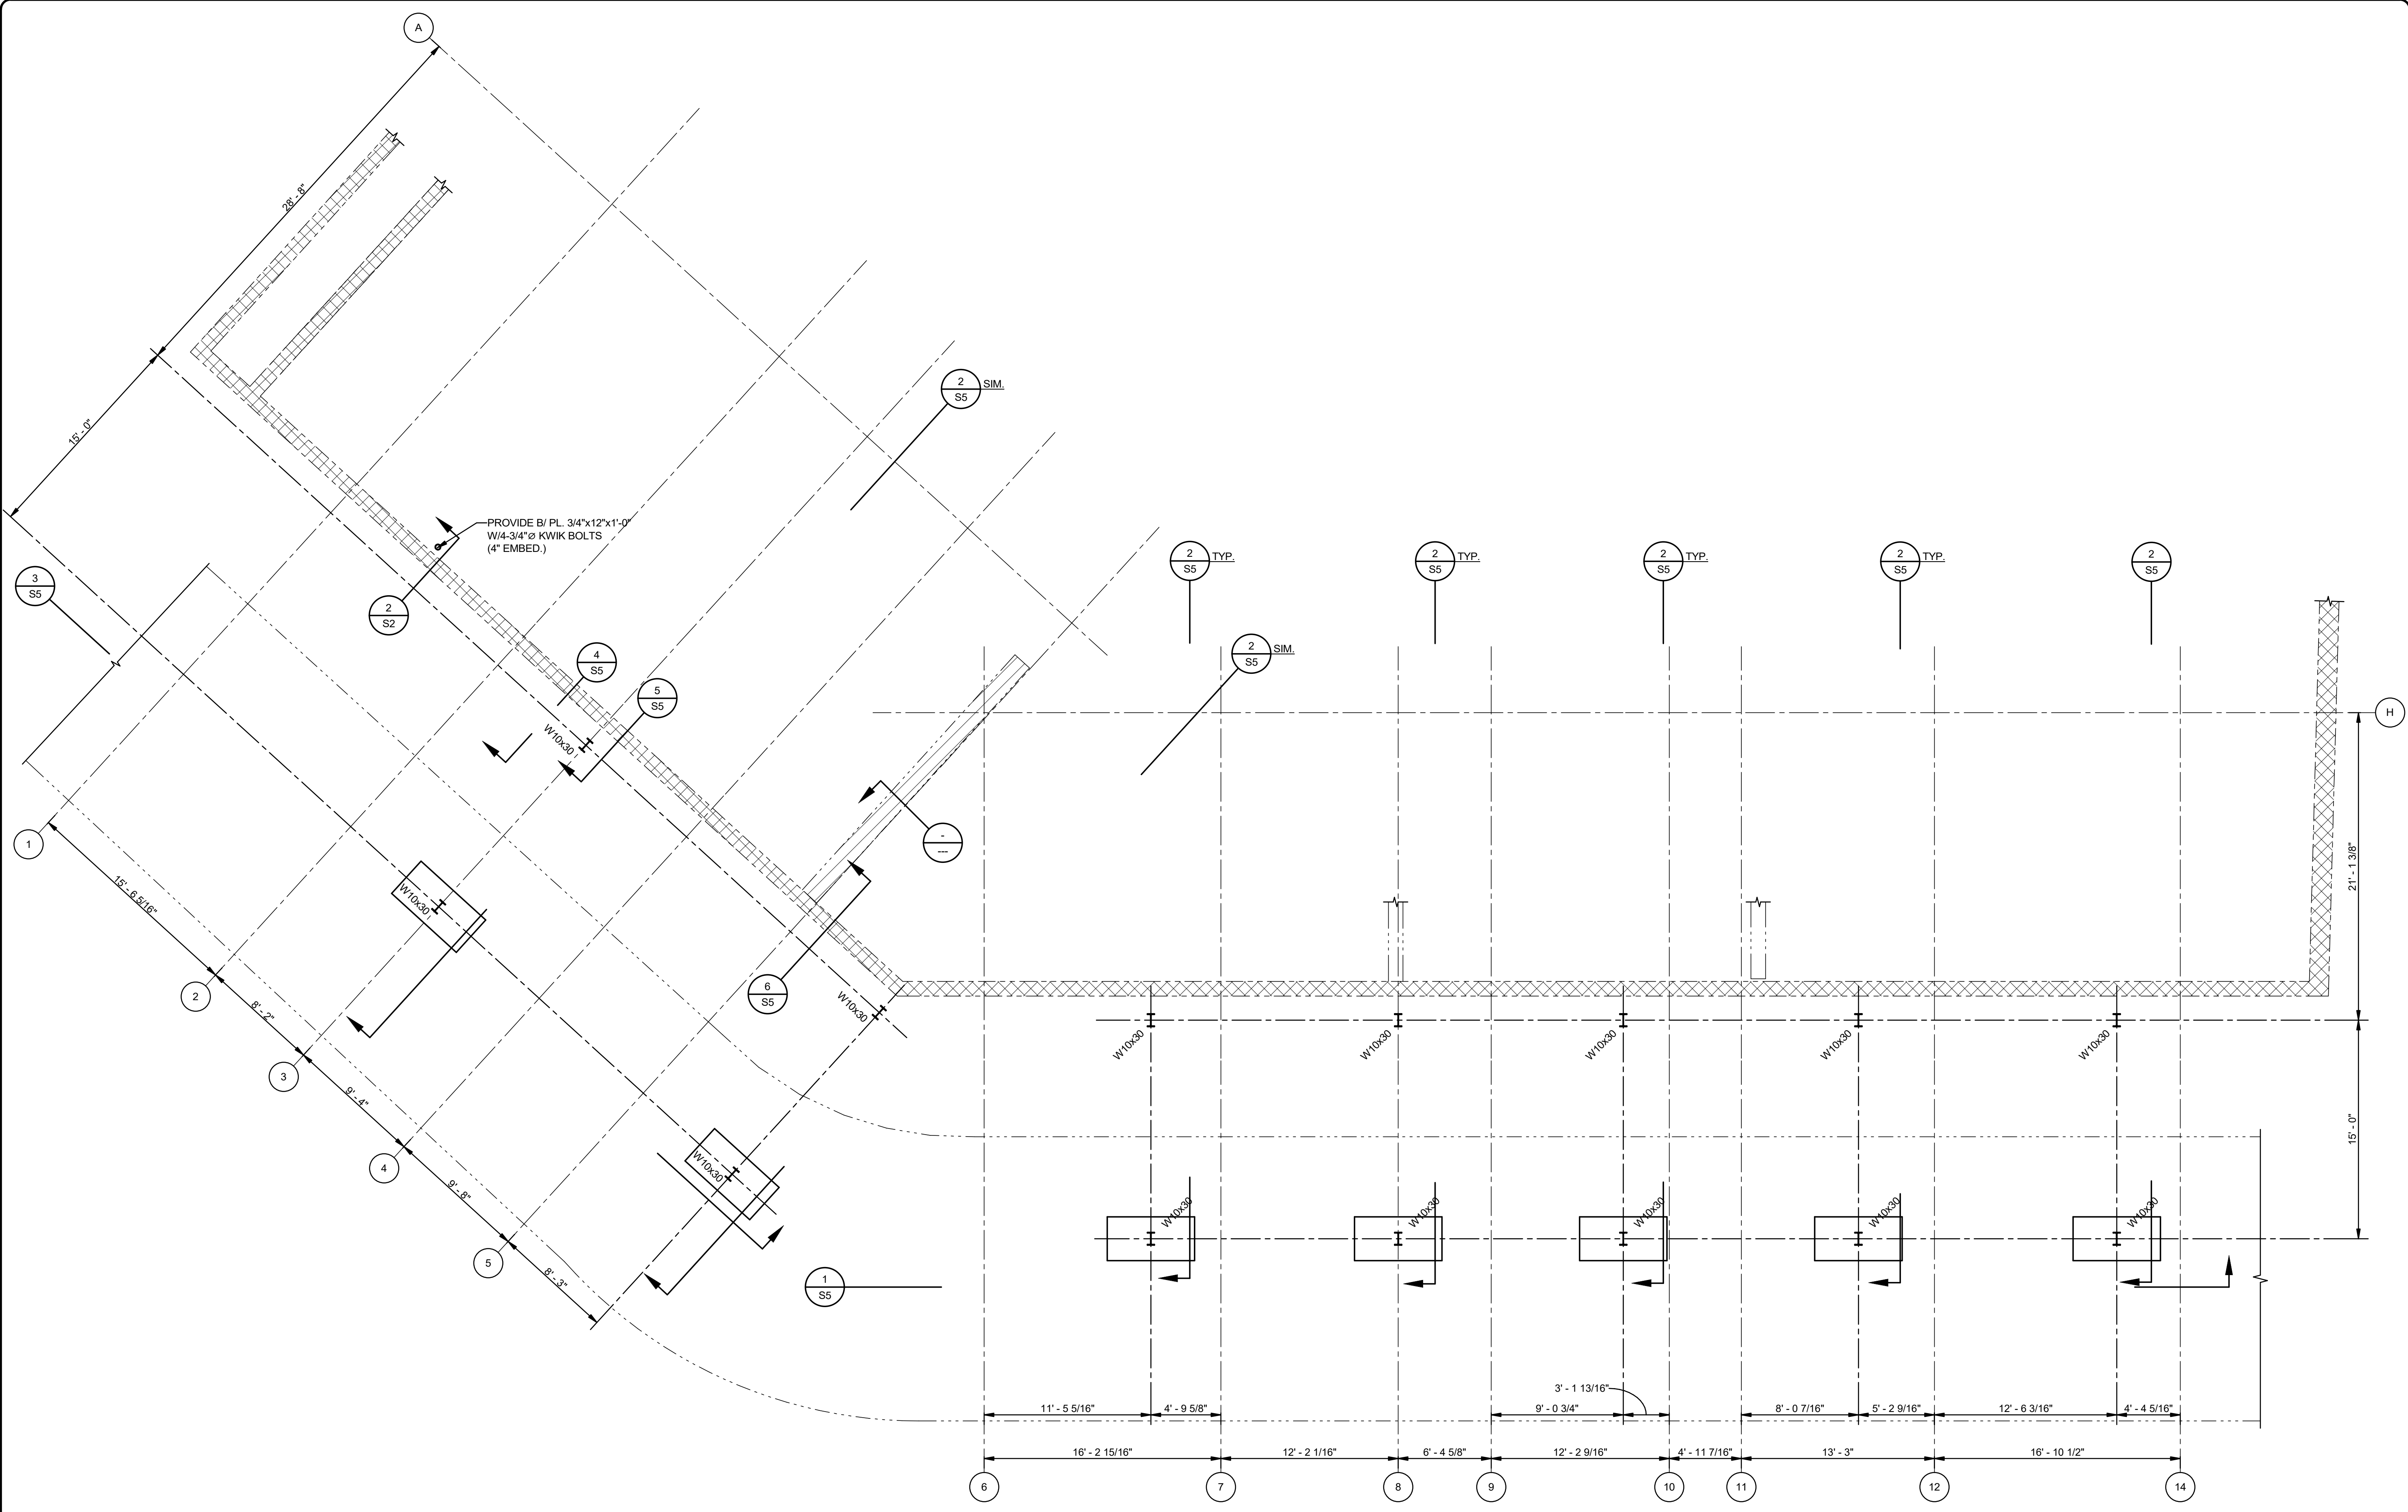 A
28' - 8"
15' - 0"
2
S5
SIM.
PROVIDE B/ PL. 3/4"x12"x1'-0"
W/4-3/4"⌀ KWIK BOLTS
(4" EMBED.)
3
S5
2
S2
4
S5
5
S5
W10x30
2
S5
TYP.
2
S5
TYP.
2
S5
TYP.
2
S5
TYP.
2
S5
2
S5
SIM.
H
1
15' - 6 5/16"
2
8' - 2"
3
9' - 4"
4
9' - 8"
5
8' - 3"
W10x30
-
---
6
S5
W10x30
W10x30
1
S5
21' - 1 3/8"
15' - 0"
W10x30
W10x30
W10x30
W10x30
W10x30
W10x30
W10x30
W10x30
W10x30
W10x30
3' - 1 13/16"
11' - 5 5/16"
4' - 9 5/8"
9' - 0 3/4"
8' - 0 7/16"
5' - 2 9/16"
12' - 6 3/16"
4' - 4 5/16"
16' - 2 15/16"
12' - 2 1/16"
6' - 4 5/8"
12' - 2 9/16"
4' - 11 7/16"
13' - 3"
16' - 10 1/2"
6
7
8
9
10
11
12
14